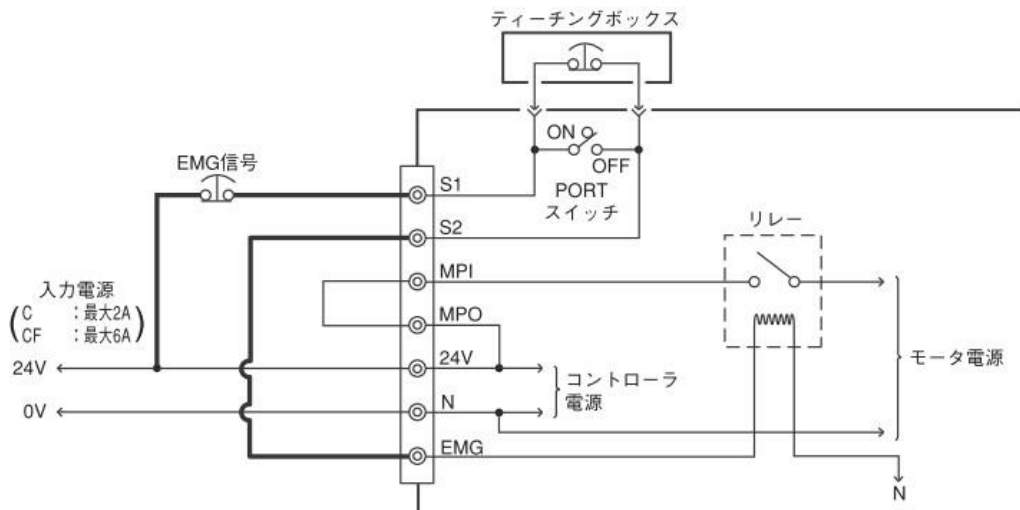 ティーチングボックス
ON
OFF
PORT
スイッチ
EMG信号
S1
S2
リレー
MPI
入力電源
C :最大2A
CF :最大6A
MPO
24V
24V
コントローラ
電源
モータ電源
0V
N
EMG
N